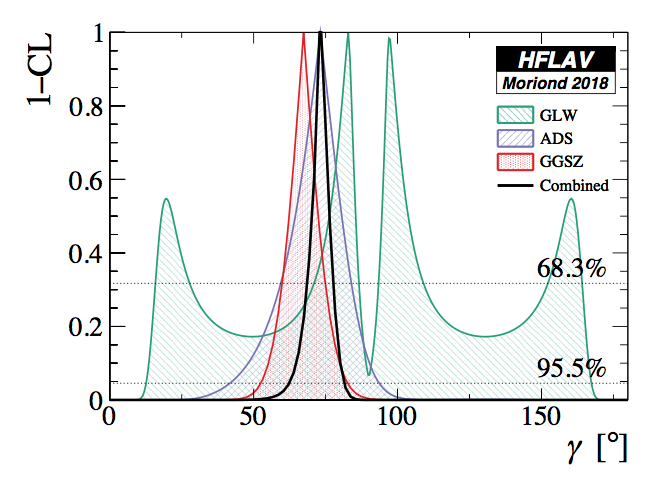 1−CL
1
0.8
0.6
0.4
0.2
0
HFLAV
Moriond 2018
GLW
ADS
GGSZ
Combined
68.3%
95.5%
0 50 100 150
γ [°]